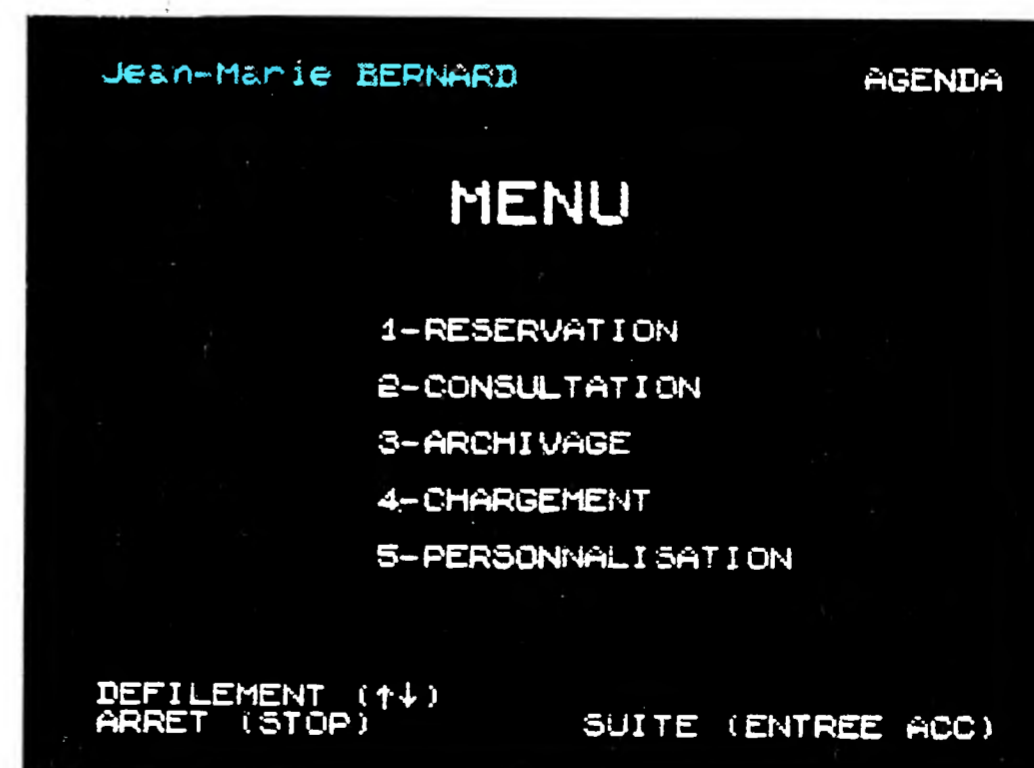 Jean-Marie BERNARD AGENDA
MENU
1-RESERVATION
2-CONSULTATION
3-ARCHIVAGE
4-CHARGEMENT
5-PERSONNALISATION
DEFILEMENT (↑↓)
ARRET (STOP) SUITE (ENTREE ACC)